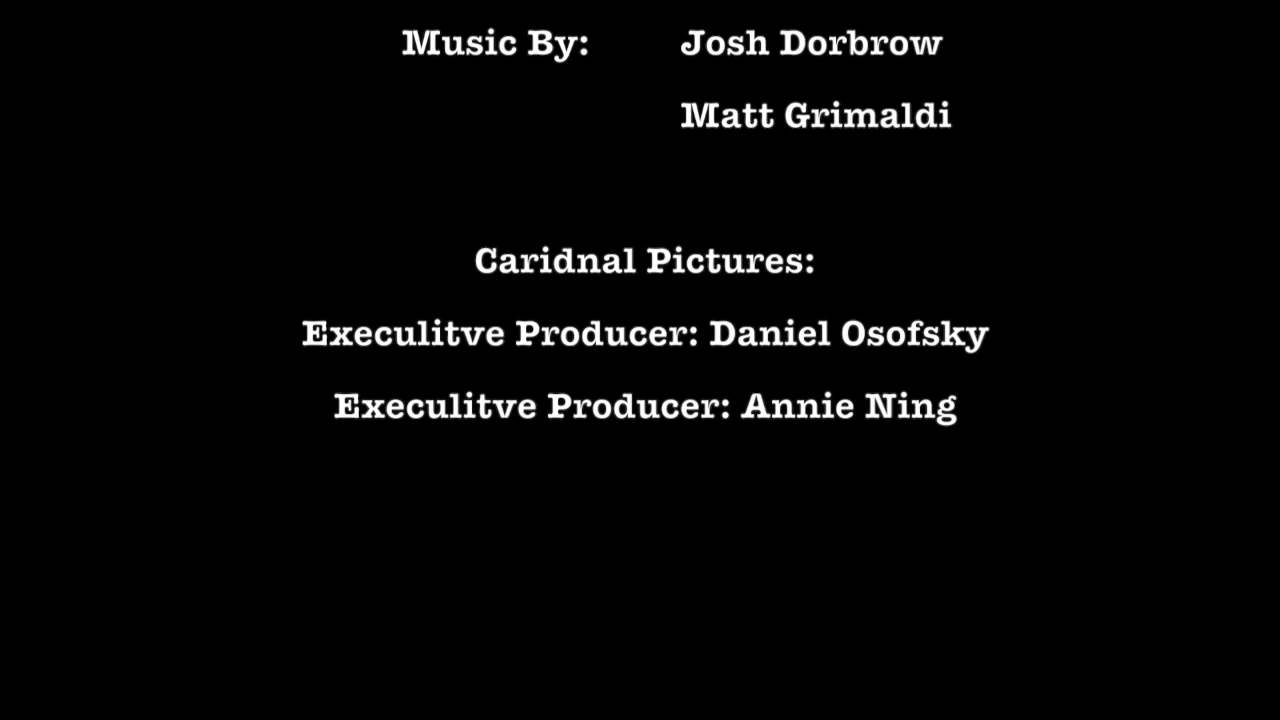 Music By: Josh Dorbrow
Matt Grimaldi
Caridnal Pictures:
Execulitve Producer: Daniel Osofsky
Execulitve Producer: Annie Ning